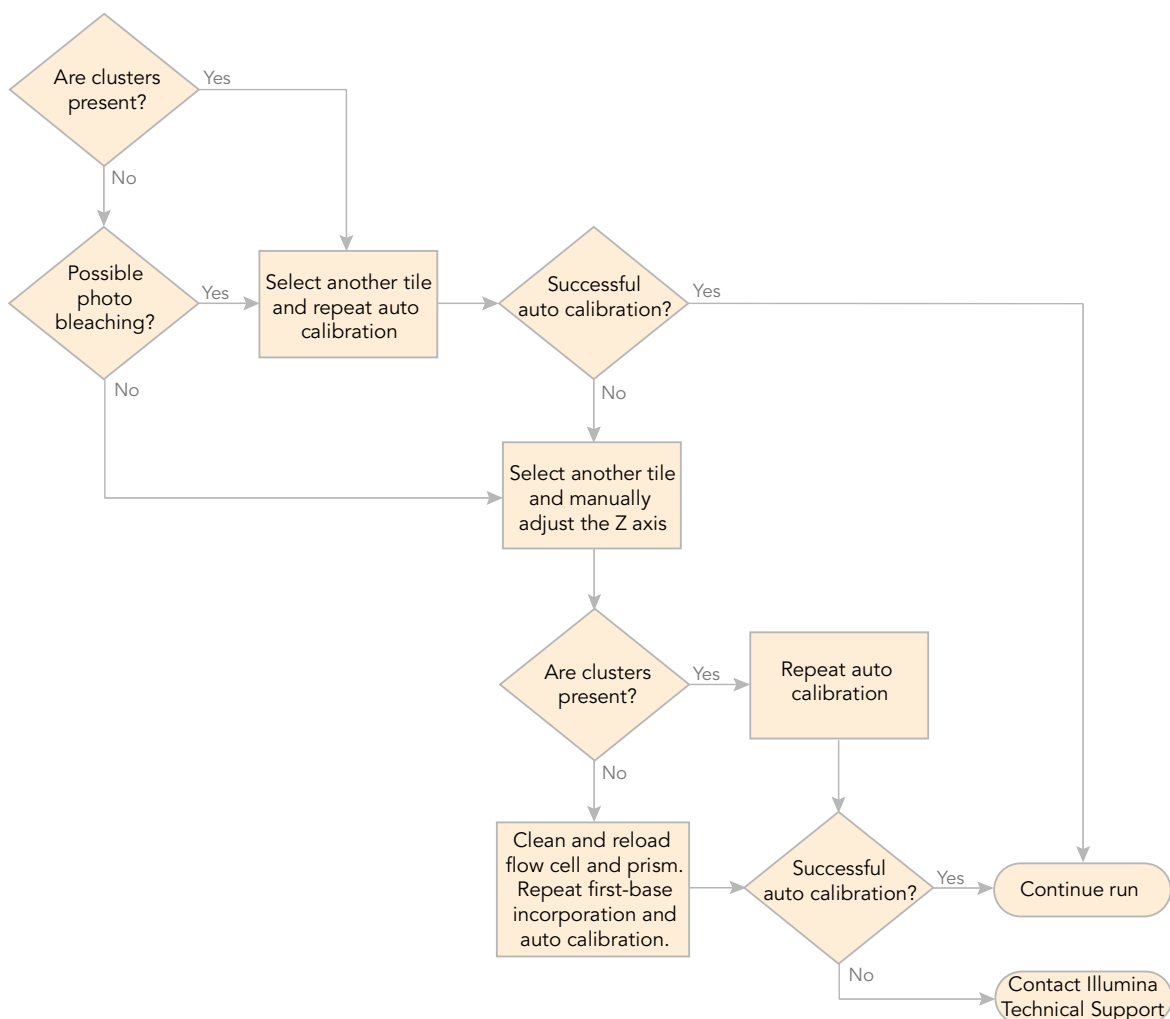 Are clusters
present?
Yes
No
Possible
photo
bleaching?
Yes
No
Select another tile
and repeat auto
calibration
Successful
auto calibration?
Yes
No
Select another tile
and manually
adjust the Z axis
Are clusters
present?
Yes
No
Repeat auto
calibration
Clean and reload
flow cell and prism.
Repeat first-base
incorporation and
auto calibration.
Successful
auto calibration?
Yes
No
Continue run
Contact Illumina
Technical Support